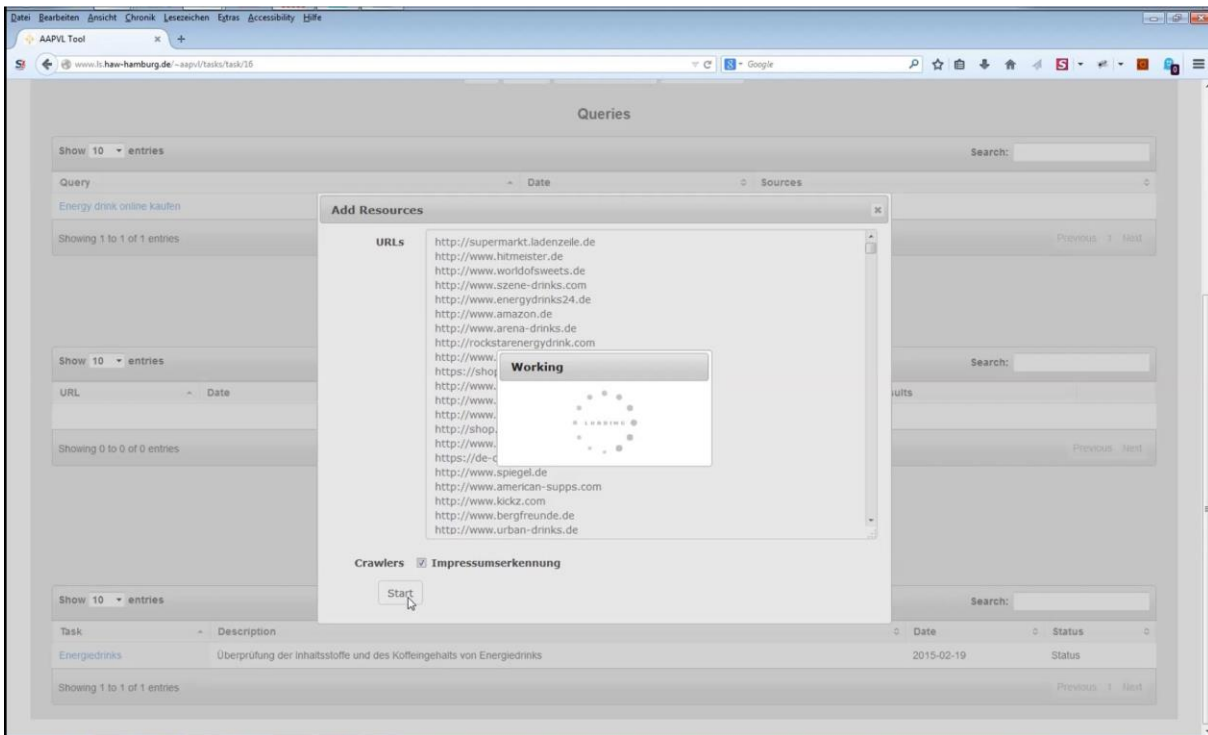 Datei Bearbeiten Ansicht Chronik Lesezeichen Extras Accessibility Hilfe
AAPVL Tool
www.ls.haw-hamburg.de/~aapvl/tasks/task/16
Google
Queries
Show 10 entries Search:
Query Date Sources
Energy drink online kaufen
Showing 1 to 1 of 1 entries Previous 1 Next
Add Resources
URLs
http://supermarkt.ladenzeile.de
http://www.hitmeister.de
http://www.worldofsweets.de
http://www.szene-drinks.com
http://www.energydrinks24.de
http://www.amazon.de
http://www.arena-drinks.de
http://rockstarenergydrink.com
http://www.
https://shop
http://www.
http://www.
http://www.
http://shop.
http://www.
https://de-
http://www.spiegel.de
http://www.american-supps.com
http://www.kickz.com
http://www.bergfreunde.de
http://www.urban-drinks.de
Working
LOADING
Crawlers Impressumserkennung
Start
Show 10 entries Search:
URL Date ults
Showing 0 to 0 of 0 entries Previous Next
Show 10 entries Search:
Task Description Date Status
Energiedrinks Überprüfung der Inhaltsstoffe und des Koffeingehalts von Energiedrinks 2015-02-19 Status
Showing 1 to 1 of 1 entries Previous 1 Next